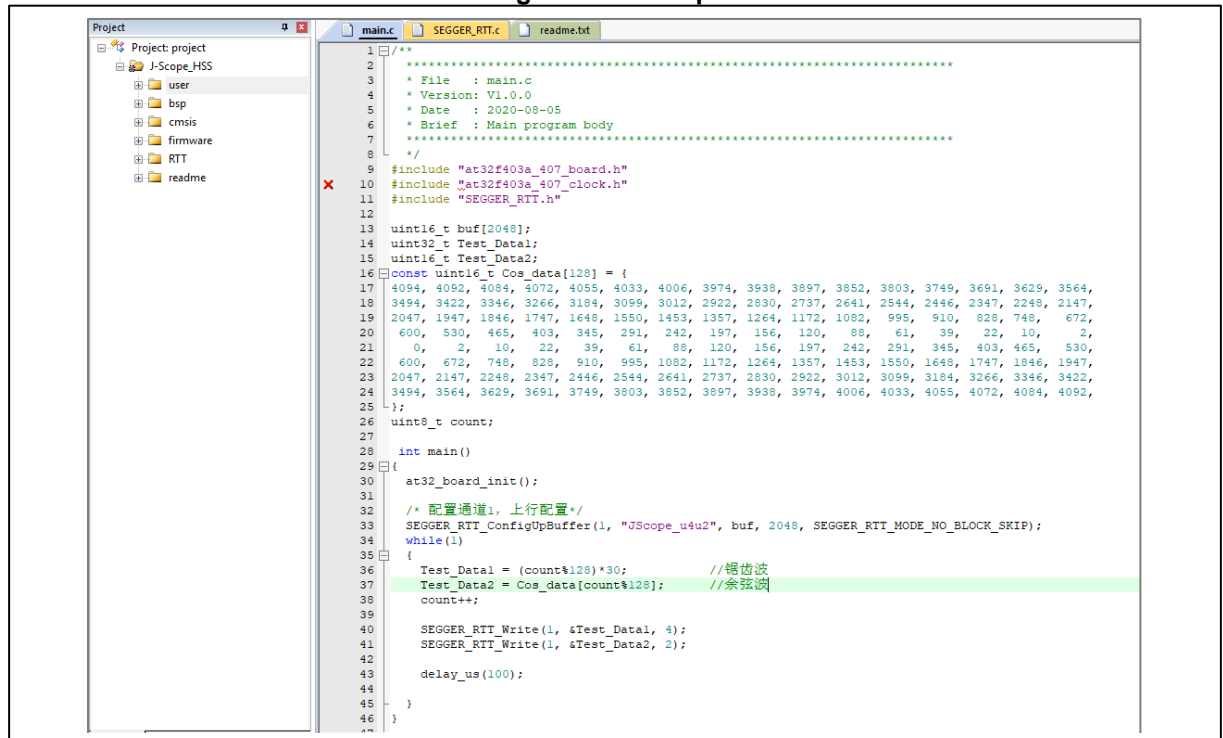 Project
main.c SEGGER_RTT.c readme.txt
Project: project
J-Scope_HSS
user
bsp
cmsis
firmware
RTT
readme
1 /**
2 ******************************************************************************
3 * File   : main.c
4 * Version: V1.0.0
5 * Date   : 2020-08-05
6 * Brief  : Main program body
7 ******************************************************************************
8 */
9 #include "at32f403a_407_board.h"
10 #include "at32f403a_407_clock.h"
11 #include "SEGGER_RTT.h"
12
13 uint16_t buf[2048];
14 uint32_t Test_Data1;
15 uint16_t Test_Data2;
16 const uint16_t Cos_data[128] = {
17 4094, 4092, 4084, 4072, 4055, 4033, 4006, 3974, 3938, 3897, 3852, 3803, 3749, 3691, 3629, 3564,
18 3494, 3422, 3346, 3266, 3184, 3099, 3012, 2922, 2830, 2737, 2641, 2544, 2446, 2347, 2248, 2147,
19 2047, 1947, 1846, 1747, 1648, 1550, 1453, 1357, 1264, 1172, 1082, 995, 910, 828, 748, 672,
20 600, 530, 465, 403, 345, 291, 242, 197, 156, 120, 88, 61, 39, 22, 10, 2,
21 0, 2, 10, 22, 39, 61, 88, 120, 156, 197, 242, 291, 345, 403, 465, 530,
22 600, 672, 748, 828, 910, 995, 1082, 1172, 1264, 1357, 1453, 1550, 1648, 1747, 1846, 1947,
23 2047, 2147, 2248, 2347, 2446, 2544, 2641, 2737, 2830, 2922, 3012, 3099, 3184, 3266, 3346, 3422,
24 3494, 3564, 3629, 3691, 3749, 3803, 3852, 3897, 3938, 3974, 4006, 4033, 4055, 4072, 4084, 4092,
25 };
26 uint8_t count;
27
28 int main()
29 {
30 at32_board_init();
31
32 /* 配置通道1，上行配置*/
33 SEGGER_RTT_ConfigUpBuffer(1, "JScope_u4u2", buf, 2048, SEGGER_RTT_MODE_NO_BLOCK_SKIP);
34 while(1)
35 {
36 Test_Data1 = (count%128)*30; //锯齿波
37 Test_Data2 = Cos_data[count%128]; //余弦波
38 count++;
39
40 SEGGER_RTT_Write(1, &Test_Data1, 4);
41 SEGGER_RTT_Write(1, &Test_Data2, 2);
42
43 delay_us(100);
44
45 }
46 }